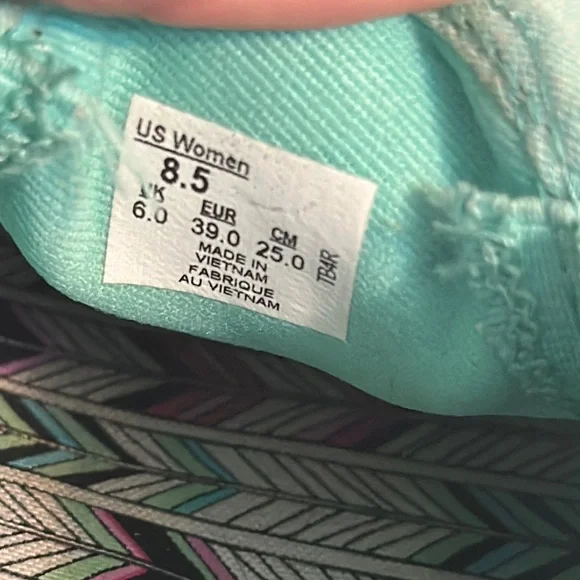 US Women
8.5
UK EUR CM
6.0 39.0 25.0
MADE IN
VIETNAM
FABRIQUE
AU VIETNAM
TB4R